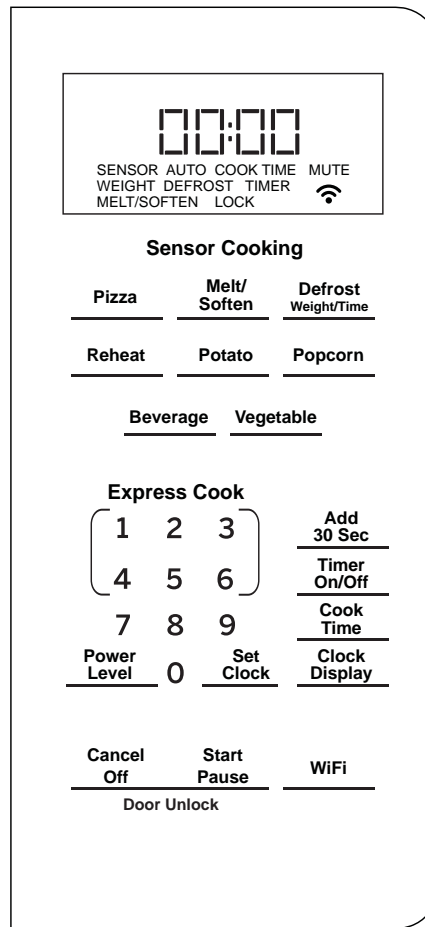 00:00
SENSOR AUTO COOK TIME MUTE
WEIGHT DEFROST TIMER
MELT/SOFTEN LOCK
Sensor Cooking
Pizza
Melt/
Soften
Defrost
Weight/Time
Reheat
Potato
Popcorn
Beverage
Vegetable
Express Cook
1 2 3
Add
30 Sec
4 5 6
Timer
On/Off
7 8 9
Cook
Time
Power
Level
0
Set
Clock
Clock
Display
Cancel
Off
Start
Pause
WiFi
Door Unlock